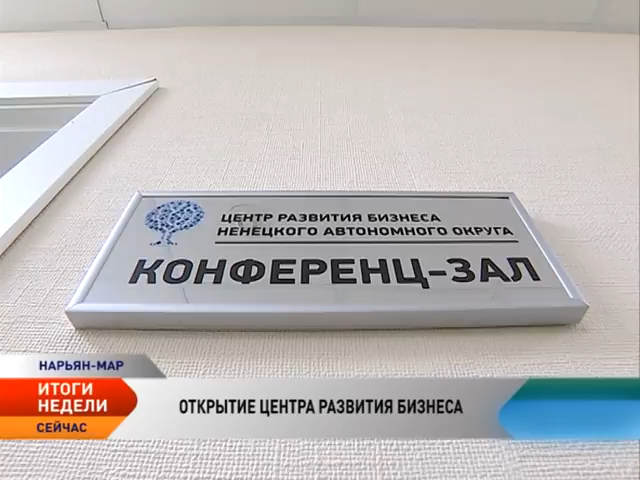 ЦЕНТР РАЗВИТИЯ БИЗНЕСА
НЕНЕЦКОГО АВТОНОМНОГО ОКРУГА
КОНФЕРЕНЦ-ЗАЛ
НАРЬЯН-МАР
ИТОГИ
НЕДЕЛИ
СЕЙЧАС
ОТКРЫТИЕ ЦЕНТРА РАЗВИТИЯ БИЗНЕСА